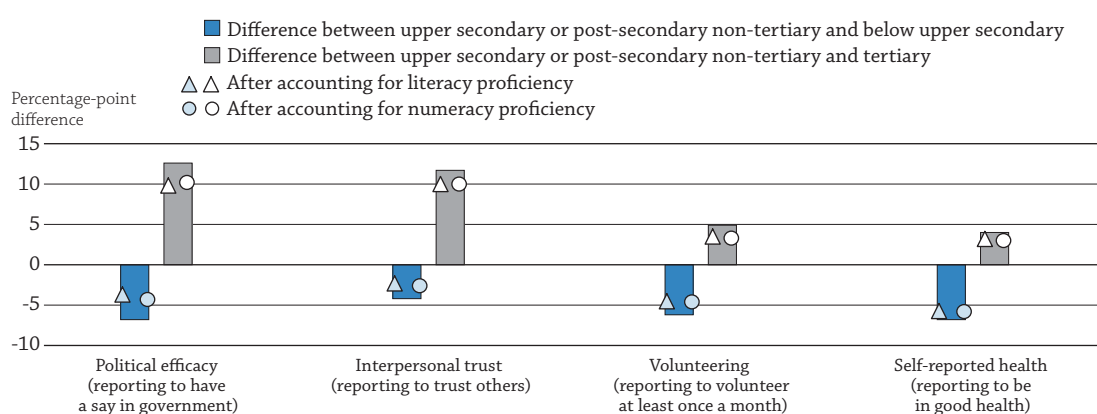 Difference between upper secondary or post-secondary non-tertiary and below upper secondary
Difference between upper secondary or post-secondary non-tertiary and tertiary
After accounting for literacy proficiency
After accounting for numeracy proficiency
Percentage-point
difference
15
10
5
0
-5
-10
Political efficacy
(reporting to have
a say in government)
Interpersonal trust
(reporting to trust others)
Volunteering
(reporting to volunteer
at least once a month)
Self-reported health
(reporting to be
in good health)